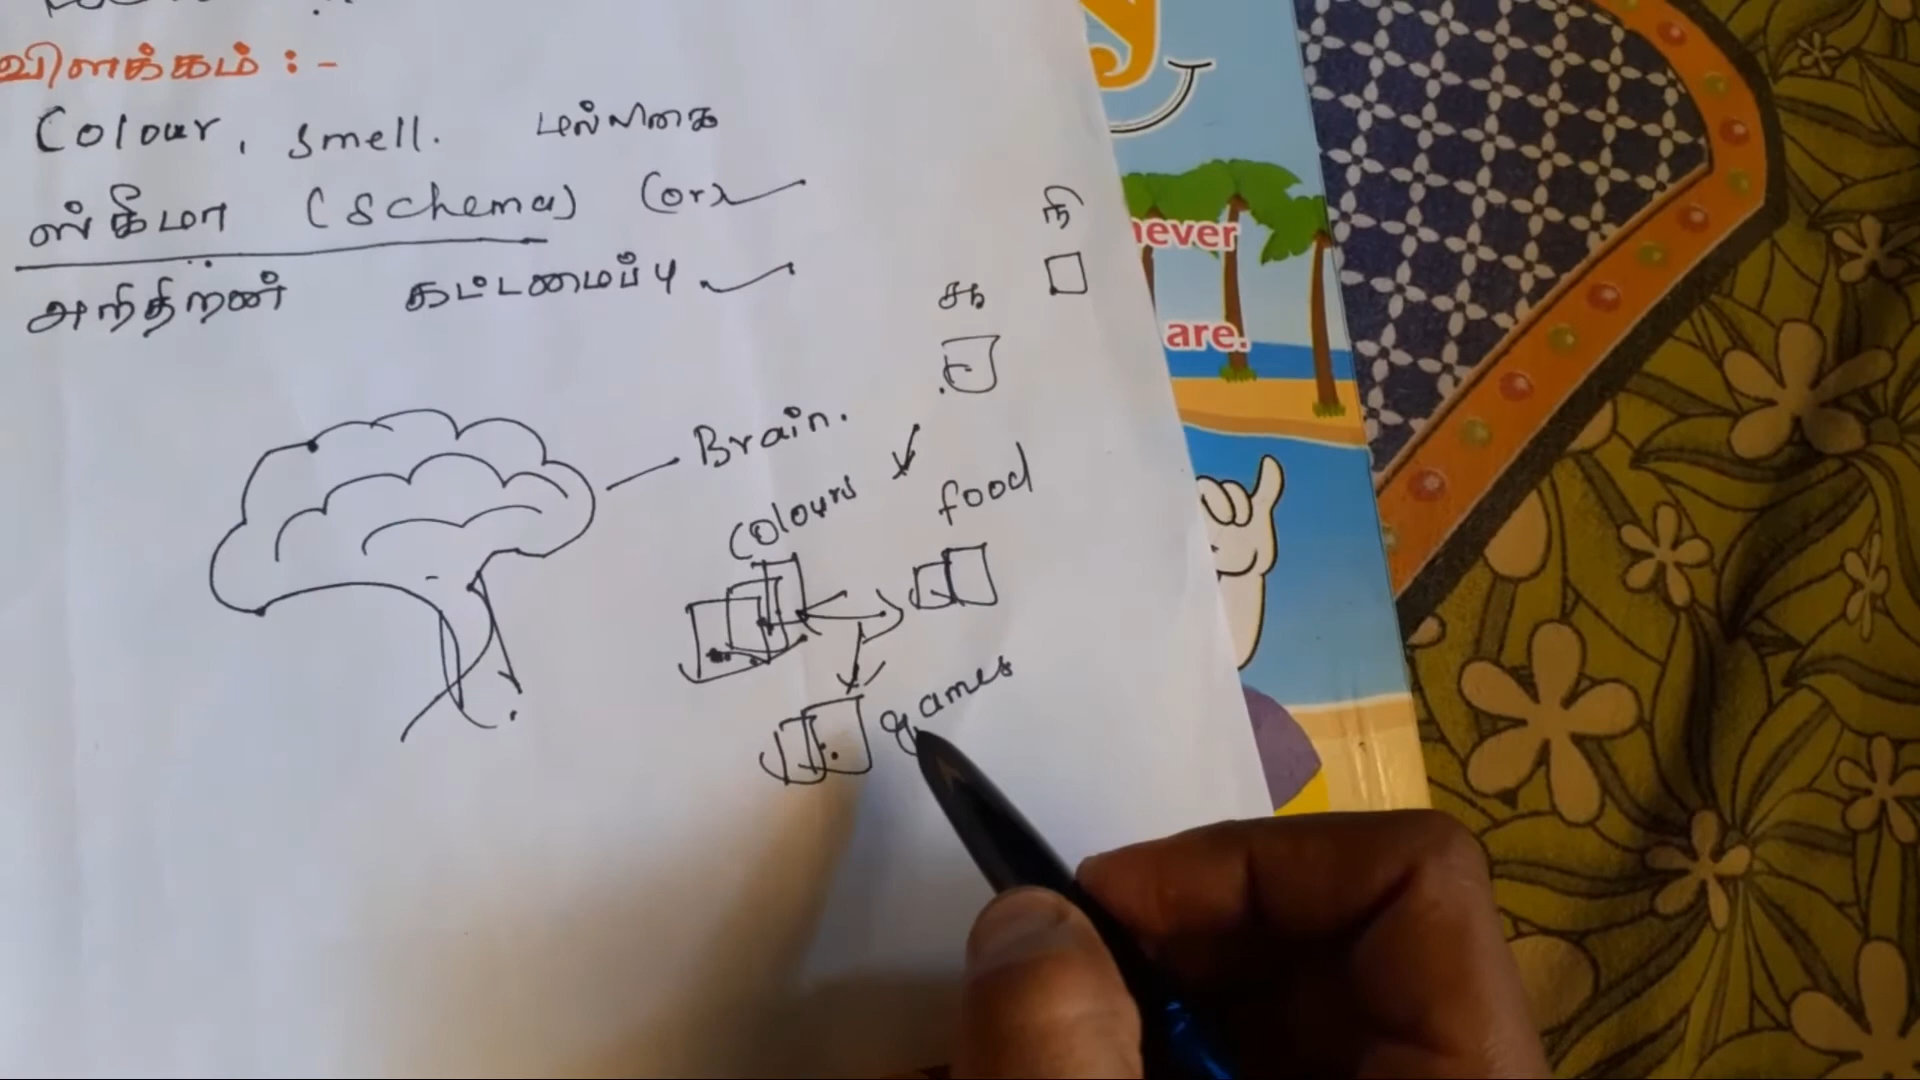 விளக்கம் : -
Colour, smell. மல்லிகை
ஸ்கீமா (Schema) (or)
அறிதிறன் கட்டமைப்பு
நி
சு
Brain.
Colours
food
games
never
are.